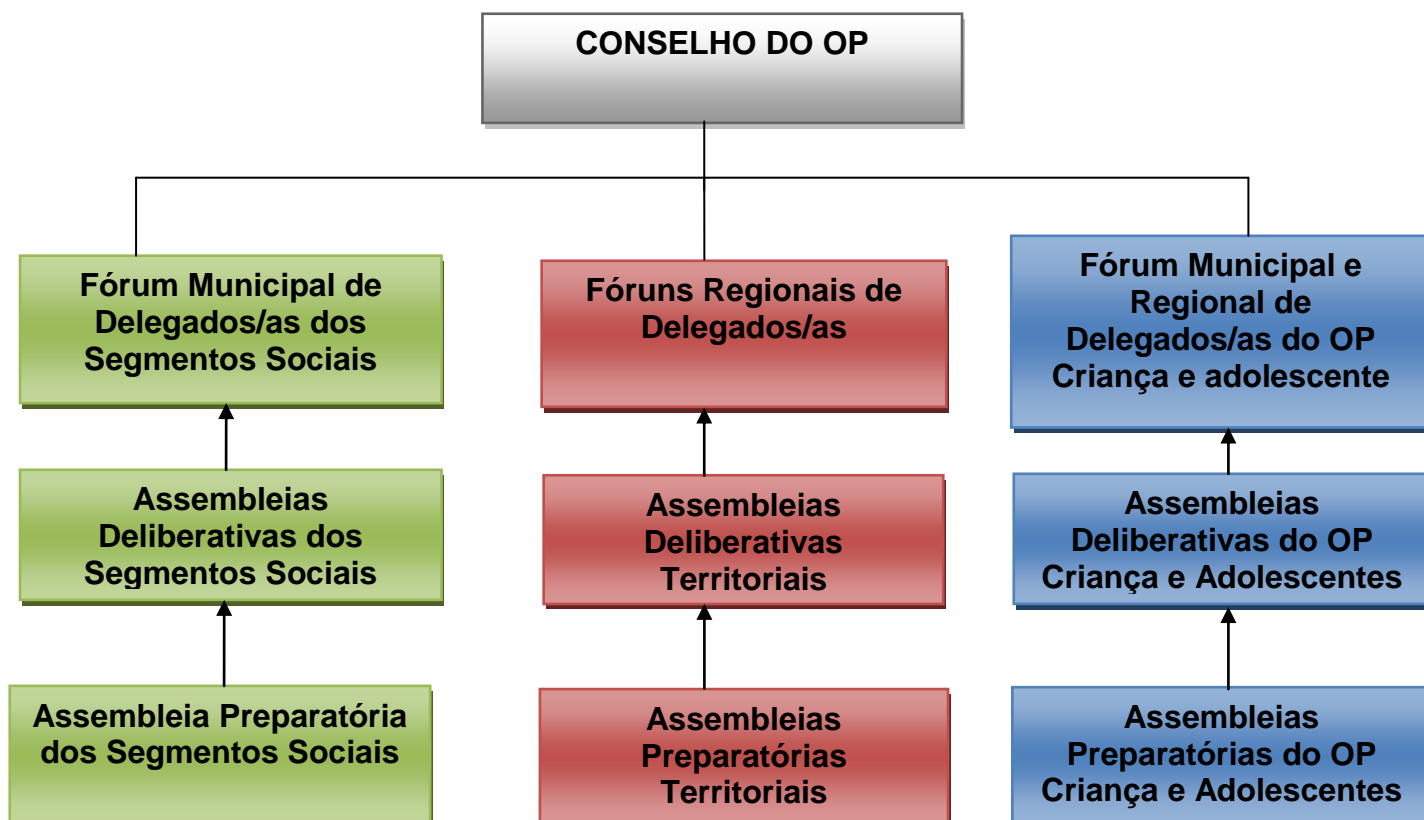 CONSELHO DO OP
Fórum Municipal de
Delegados/as dos
Segmentos Sociais
Fóruns Regionais de
Delegados/as
Fórum Municipal e
Regional de
Delegados/as do OP
Criança e adolescente
Assembleias
Deliberativas dos
Segmentos Sociais
Assembleias
Deliberativas
Territoriais
Assembleias
Deliberativas do OP
Criança e Adolescentes
Assembleia Preparatória
dos Segmentos Sociais
Assembleias
Preparatórias
Territoriais
Assembleias
Preparatórias do OP
Criança e Adolescentes